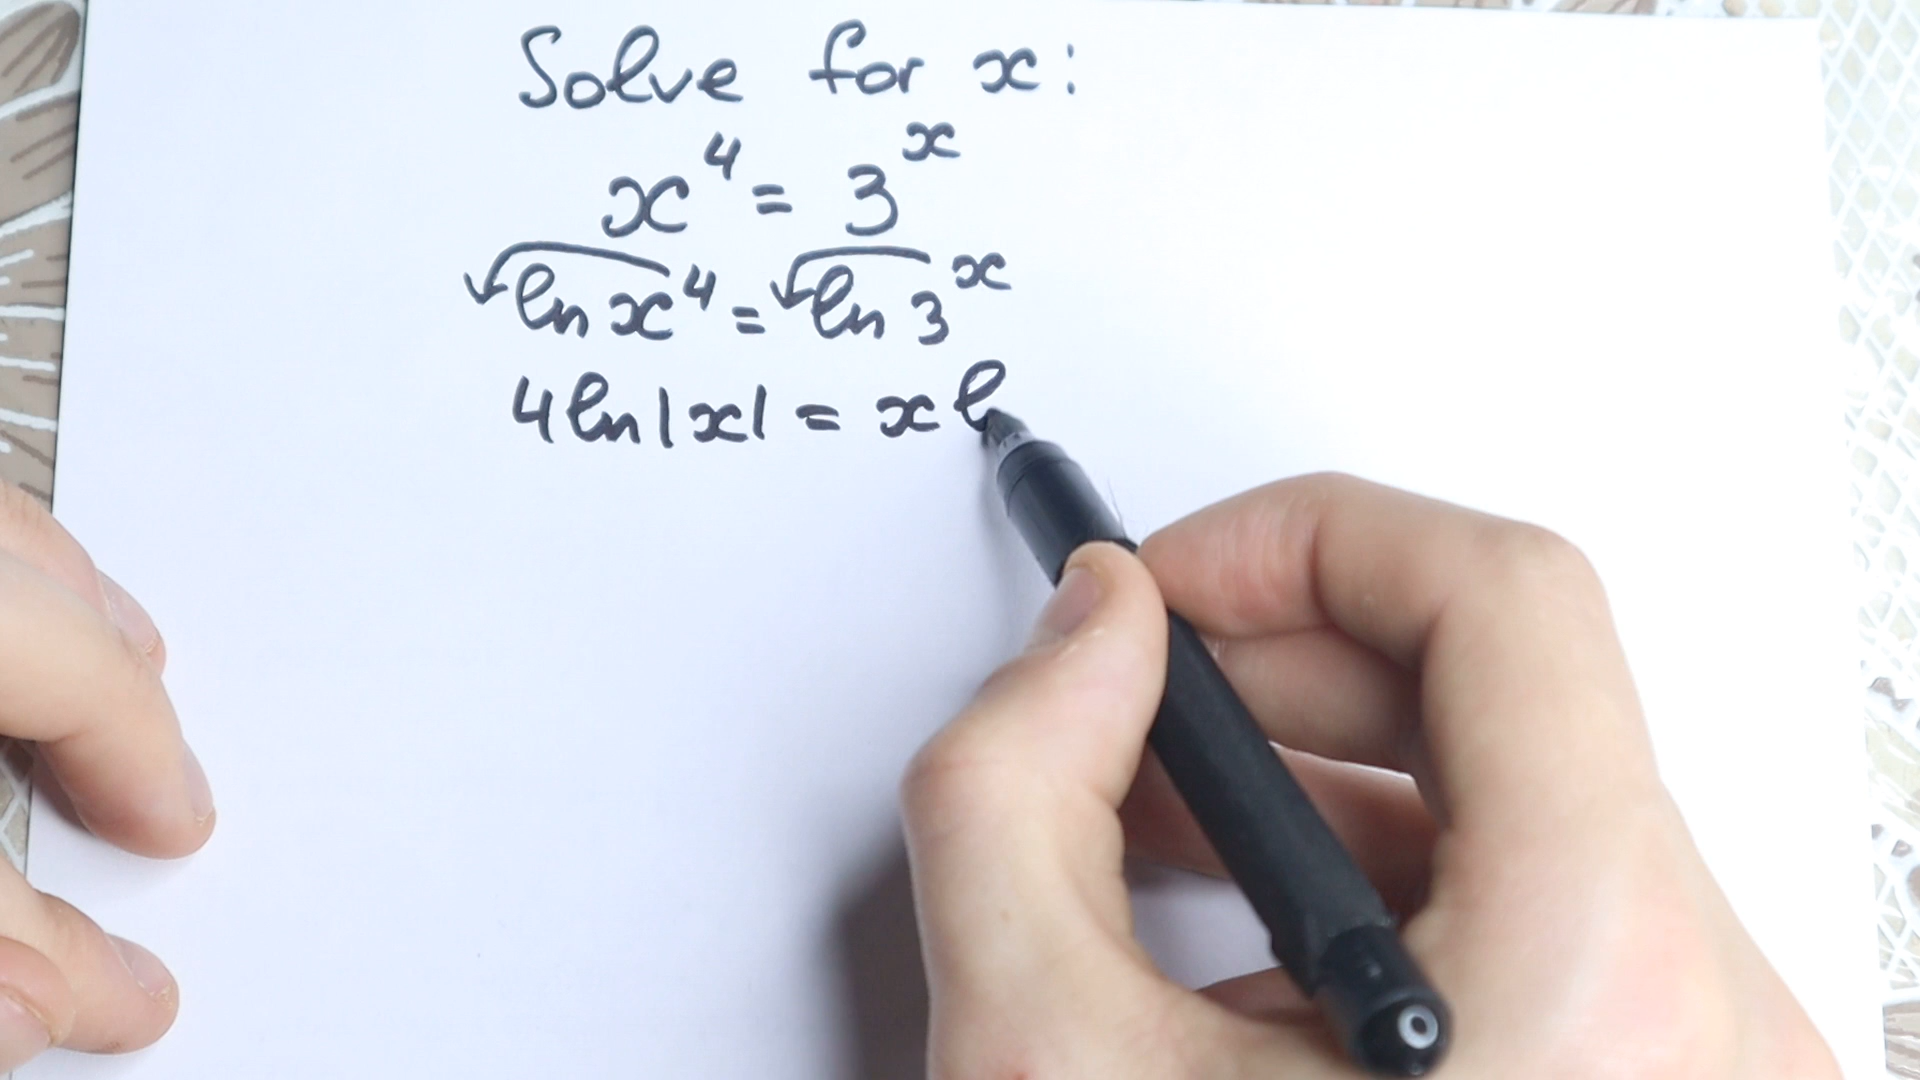 Solve for x:
x⁴ = 3ˣ
ln x⁴ = ln 3ˣ
4 ln|x| = x l